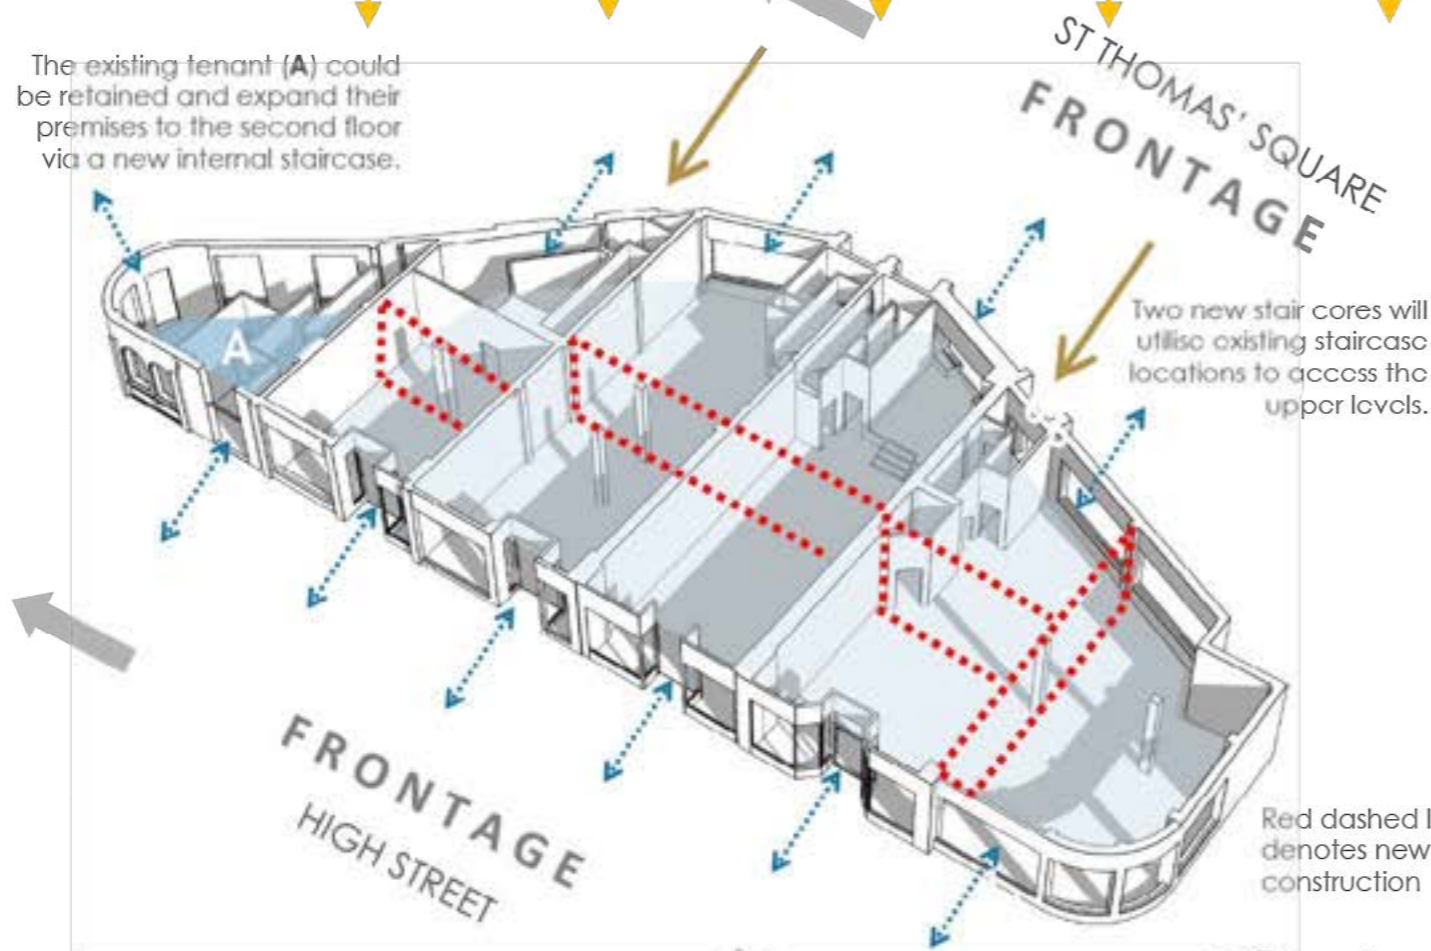 The existing tenant (A) could
be retained and expand their
premises to the second floor
via a new internal staircase.
ST THOMAS' SQUARE
FRONTAGE
Two new stair cores will
utilise existing staircase
locations to access the
upper levels.
A
FRONTAGE
HIGH STREET
Red dashed
denotes new
construction